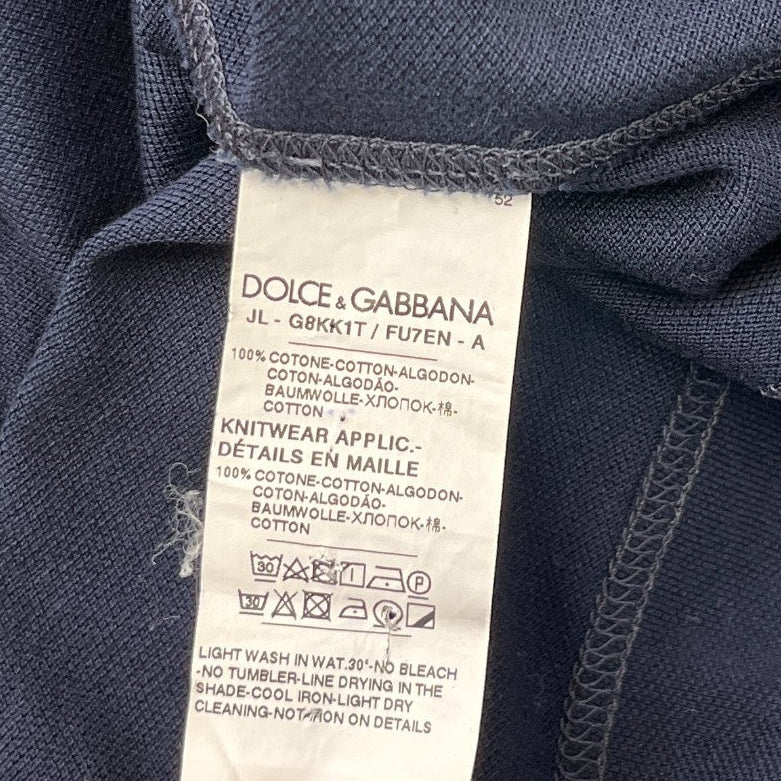 52
DOLCE & GABBANA
JL - G8KK1T / FU7EN - A
100% COTONE-COTTON-ALGODON-
COTON-ALGODÃO-
BAUMWOLLE-ХЛОПОК-棉-
COTTON
KNITWEAR APPLIC.-
DÉTAILS EN MAILLE
100% COTONE-COTTON-ALGODON-
COTON-ALGODÃO-
BAUMWOLLE-ХЛОПОК-棉-
COTTON
30 P
30
LIGHT WASH IN WAT.30°-NO BLEACH
-NO TUMBLER-LINE DRYING IN THE
SHADE-COOL IRON-LIGHT DRY
CLEANING-NOT IRON ON DETAILS